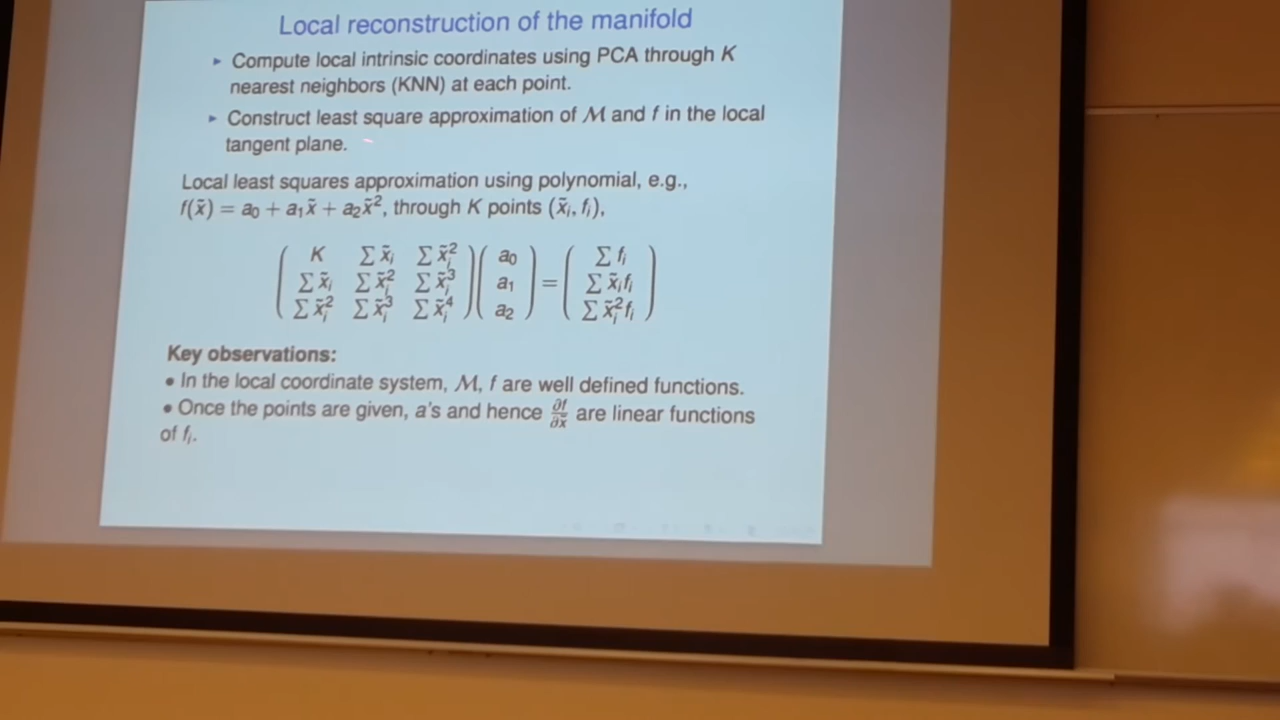 Local reconstruction of the manifold
▸ Compute local intrinsic coordinates using PCA through K
nearest neighbors (KNN) at each point.
▸ Construct least square approximation of ℳ and f in the local
tangent plane.
Local least squares approximation using polynomial, e.g.,
f(x̃) = a₀ + a₁x̃ + a₂x̃², through K points (x̃ᵢ, fᵢ),
( K ∑ x̃ᵢ ∑ x̃ᵢ² ) ( a₀ ) = ( ∑ fᵢ )
( ∑ x̃ᵢ ∑ x̃ᵢ² ∑ x̃ᵢ³ ) ( a₁ ) = ( ∑ x̃ᵢfᵢ )
( ∑ x̃ᵢ² ∑ x̃ᵢ³ ∑ x̃ᵢ⁴ ) ( a₂ ) = ( ∑ x̃ᵢ²fᵢ )
Key observations:
• In the local coordinate system, ℳ, f are well defined functions.
• Once the points are given, a's and hence ∂f/∂x̃ are linear functions
of fᵢ.